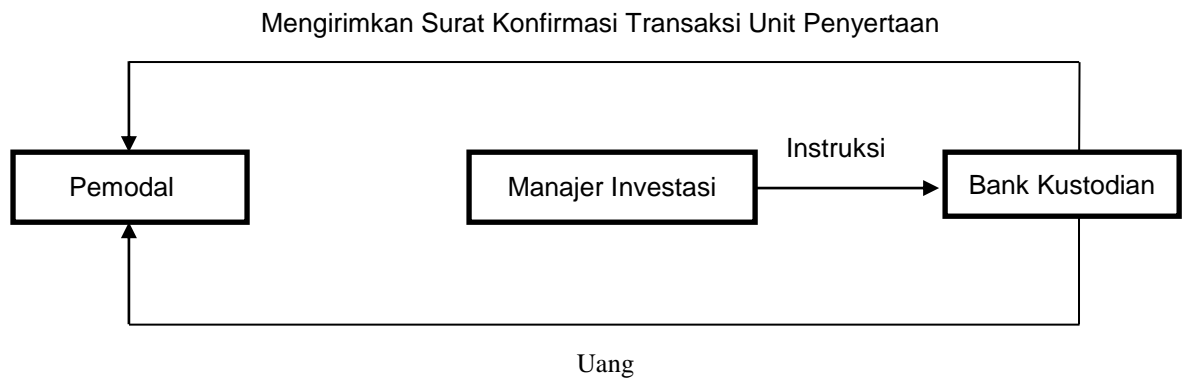 Mengirimkan Surat Konfirmasi Transaksi Unit Penyertaan
Instruksi
Pemodal
Manajer Investasi
Bank Kustodian
Uang